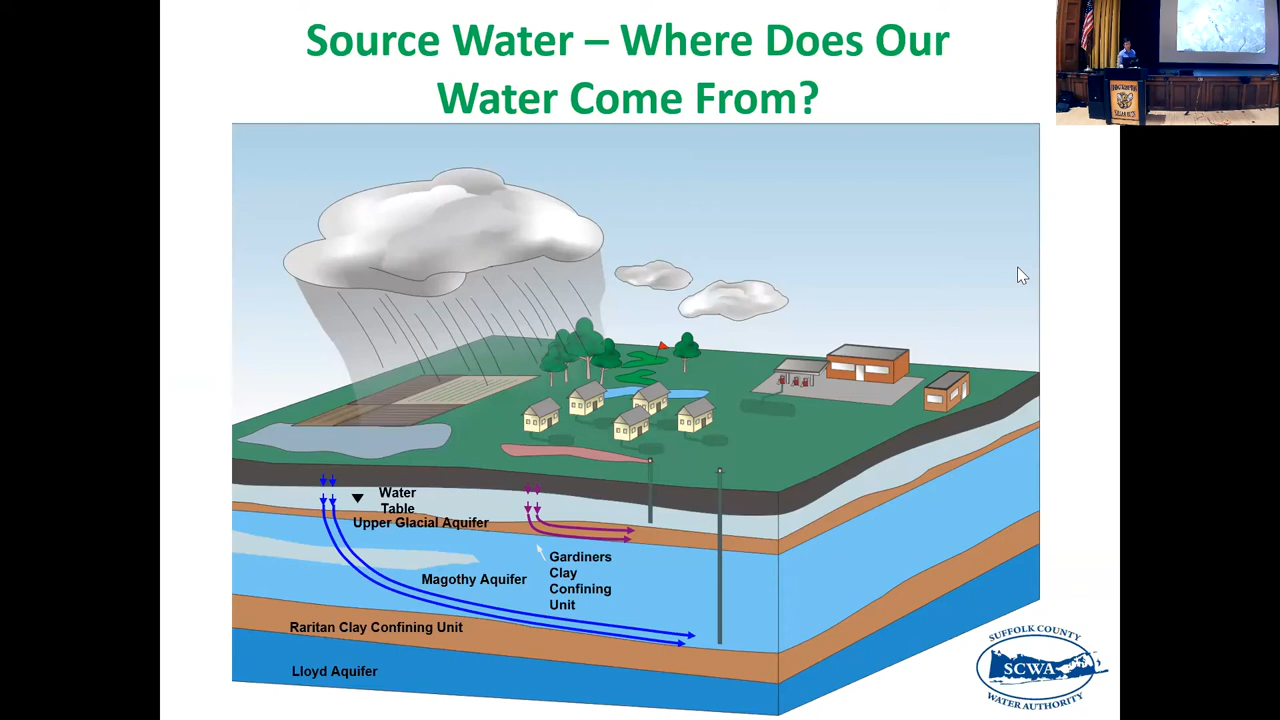 Source Water – Where Does Our
Water Come From?
Water
Table
Upper Glacial Aquifer
Gardiners
Clay
Confining
Unit
Magothy Aquifer
Raritan Clay Confining Unit
Lloyd Aquifer
SUFFOLK COUNTY
SCWA
WATER AUTHORITY